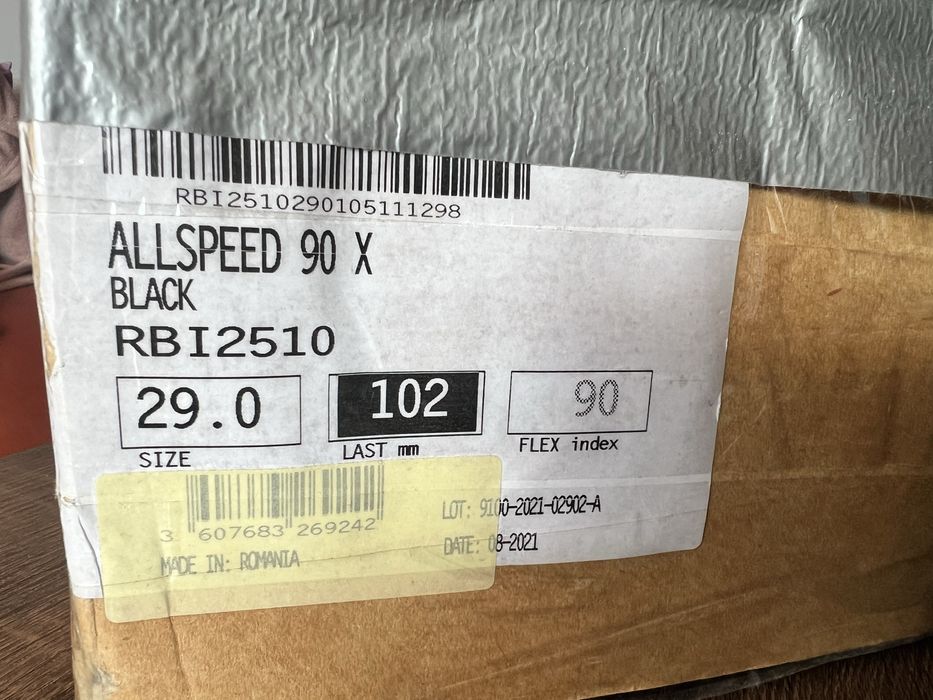 RBI2510290105111298
ALLSPEED 90 X
BLACK
RBI2510
29.0
SIZE
102
LAST mm
90
FLEX index
3 607683 269242
MADE IN: ROMANIA
LOT: 9100-2021-02902-A
DATE: 08-2021